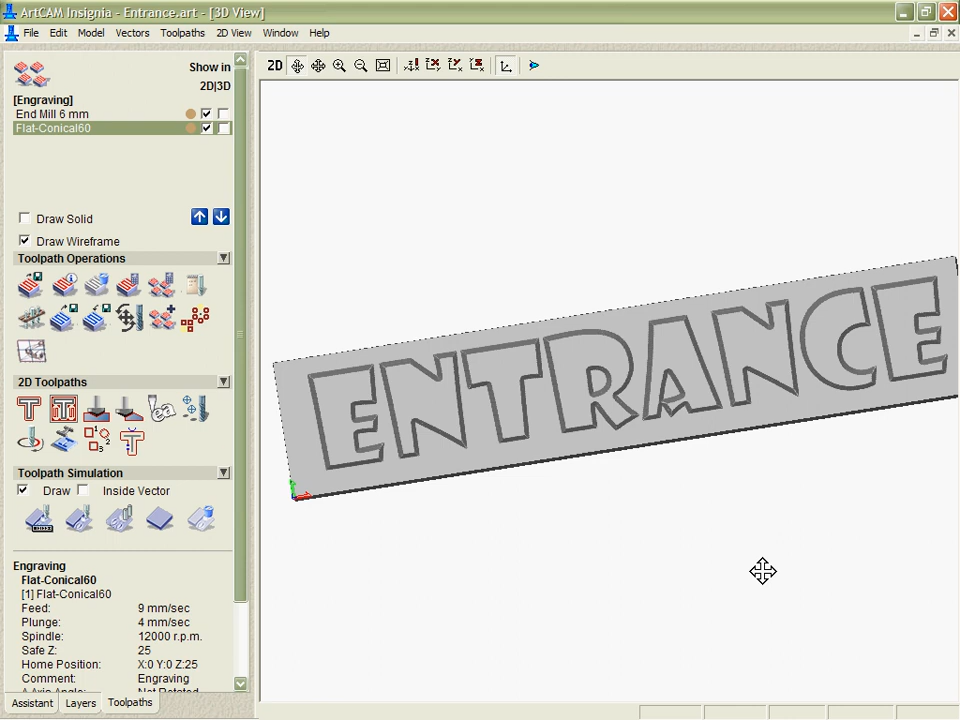 ArtCAM Insignia - Entrance.art - [3D View]
File Edit Model Vectors Toolpaths 2D View Window Help
Show in
2D|3D
[Engraving]
End Mill 6 mm
Flat-Conical60
Draw Solid
Draw Wireframe
Toolpath Operations
2D Toolpaths
Toolpath Simulation
Draw Inside Vector
Engraving
Flat-Conical60
[1] Flat-Conical60
Feed: 9 mm/sec
Plunge: 4 mm/sec
Spindle: 12000 r.p.m.
Safe Z: 25
Home Position: X:0 Y:0 Z:25
Comment: Engraving
Assistant Layers Toolpaths
2D
ENTRANCE